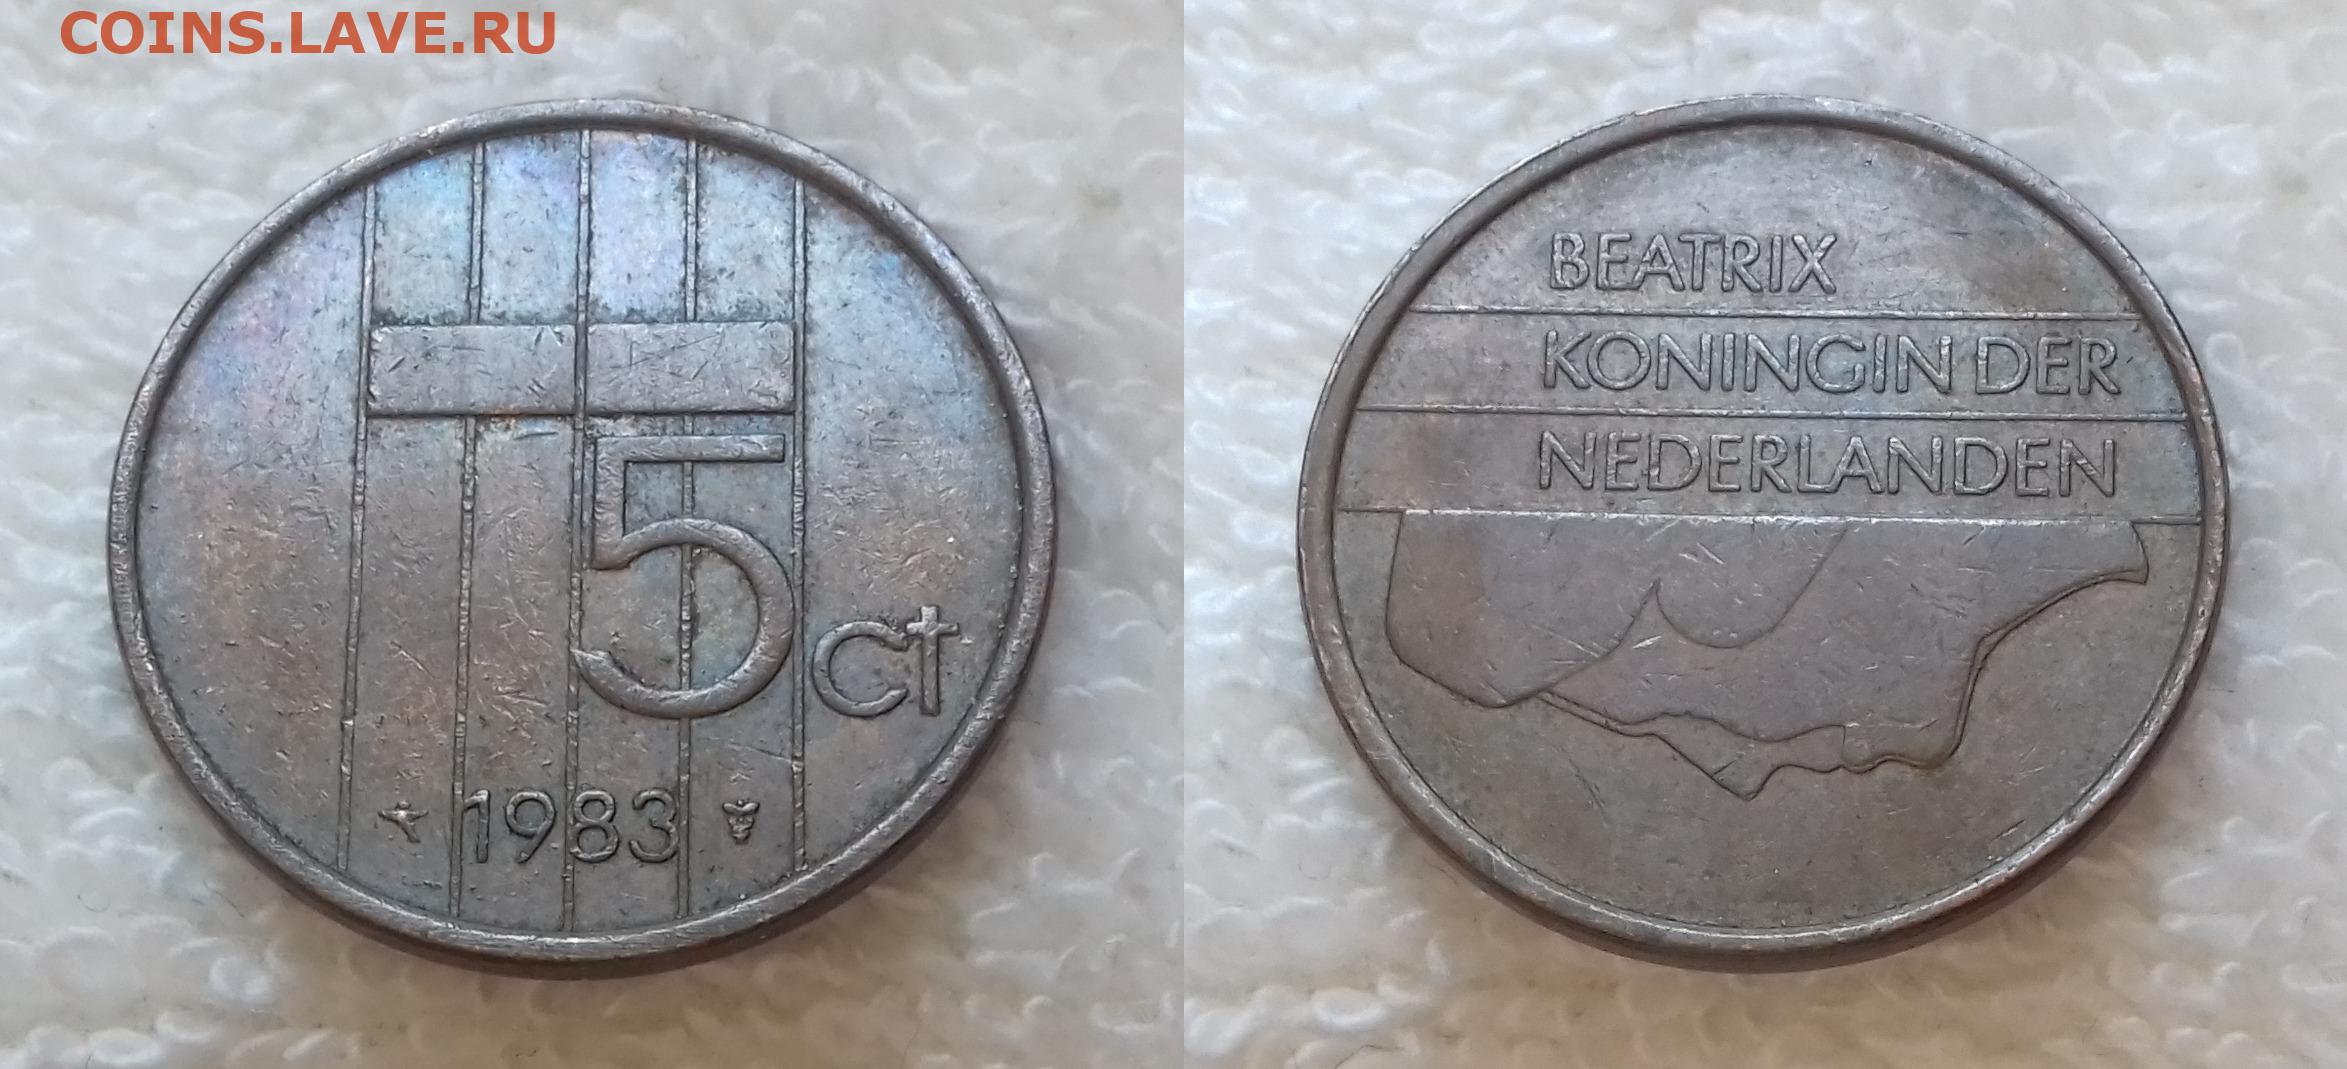 COINS.LAVE.RU
5 ct
1983
BEATRIX
KONINGIN DER
NEDERLANDEN